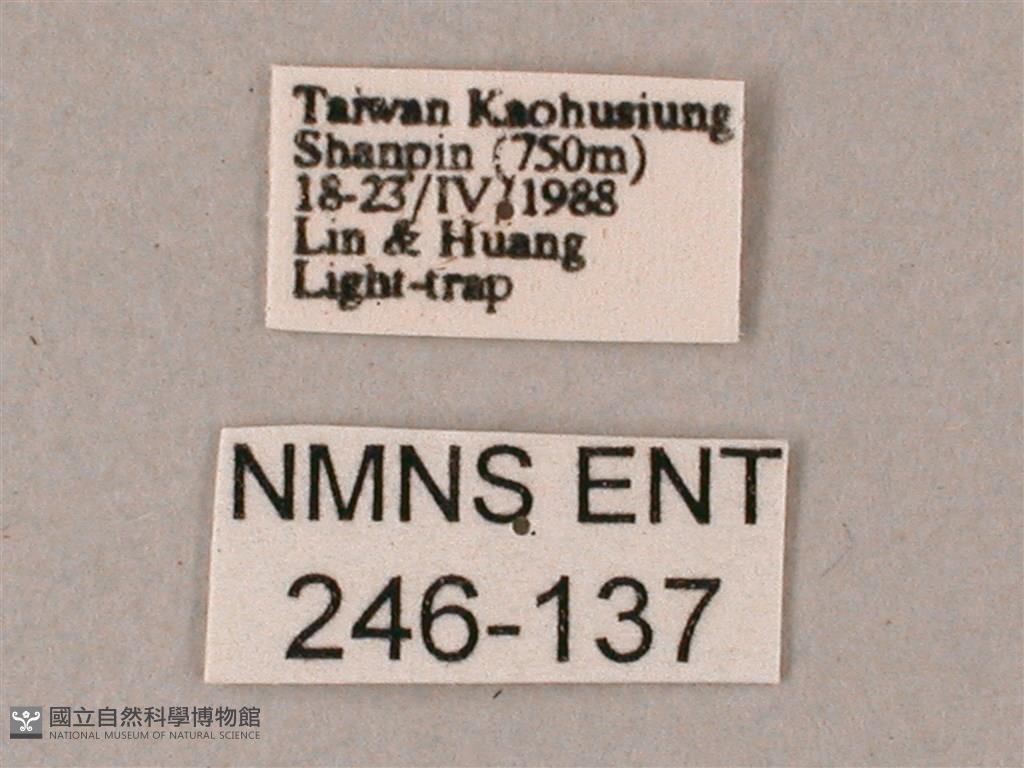 Taiwan Kaohusiung
Shanpin (750m)
18-23/IV/1988
Lin & Huang
Light-trap
NMNS ENT
246-137
國立自然科學博物館
NATIONAL MUSEUM OF NATURAL SCIENCE